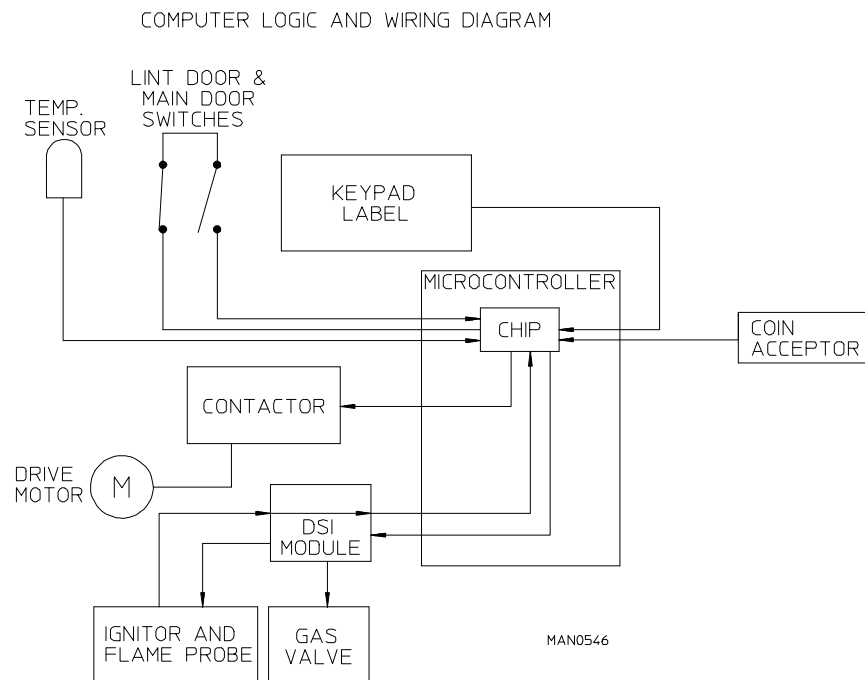 COMPUTER LOGIC AND WIRING DIAGRAM
LINT DOOR &
MAIN DOOR
SWITCHES
TEMP.
SENSOR
KEYPAD
LABEL
MICROCONTROLLER
CHIP
COIN
ACCEPTOR
CONTACTOR
DRIVE
MOTOR
M
DSI
MODULE
IGNITOR AND
FLAME PROBE
GAS
VALVE
MAN0546